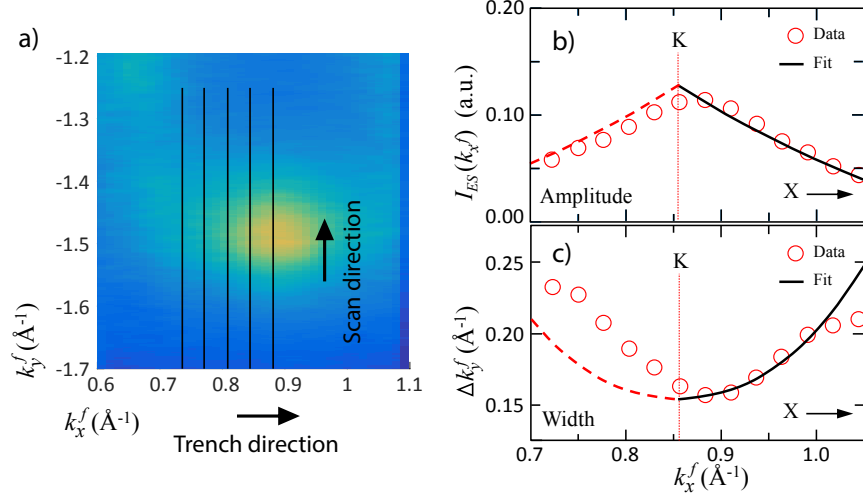 a)
-1.2
-1.3
-1.4
-1.5
-1.6
-1.7
k_y^f (Å⁻¹)
0.6 0.7 0.8 0.9 1 1.1
k_x^f (Å⁻¹)
Trench direction
Scan direction
b)
0.20
0.10
0.00
I_ES(k_x^f) (a.u.)
K
Data
Fit
Amplitude
X
c)
0.25
0.20
0.15
Δk_y^f (Å⁻¹)
K
Data
Fit
Width
X
0.7 0.8 0.9 1.0
k_x^f (Å⁻¹)